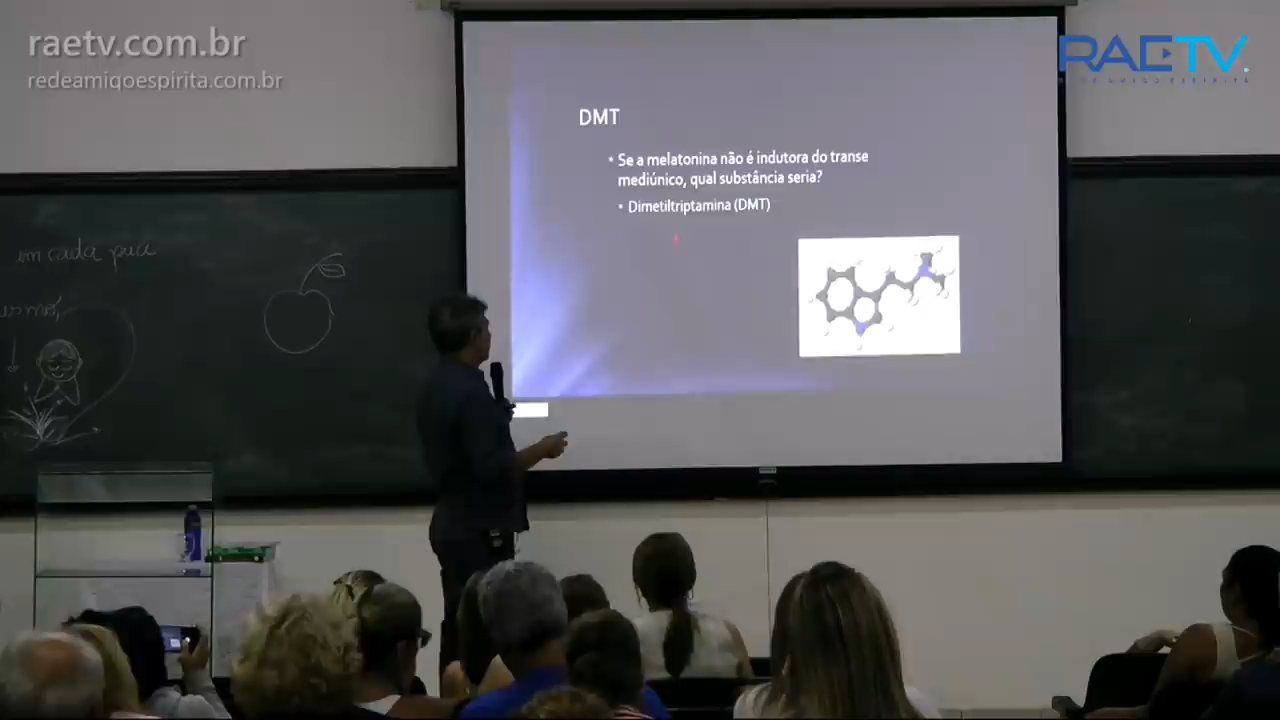 raetv.com.br
redeamigoespirita.com.br
RAETV.
DMT
• Se a melatonina não é indutora do transe
mediúnico, qual substância seria?
• Dimetiltriptamina (DMT)
em cada